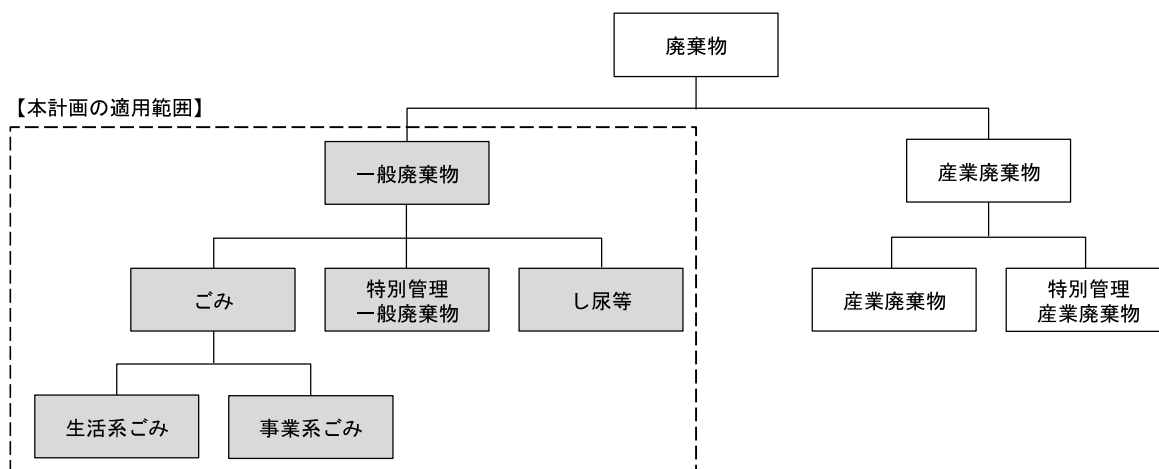 廃棄物
【本計画の適用範囲】
一般廃棄物
産業廃棄物
ごみ
特別管理
一般廃棄物
し尿等
産業廃棄物
特別管理
産業廃棄物
生活系ごみ
事業系ごみ